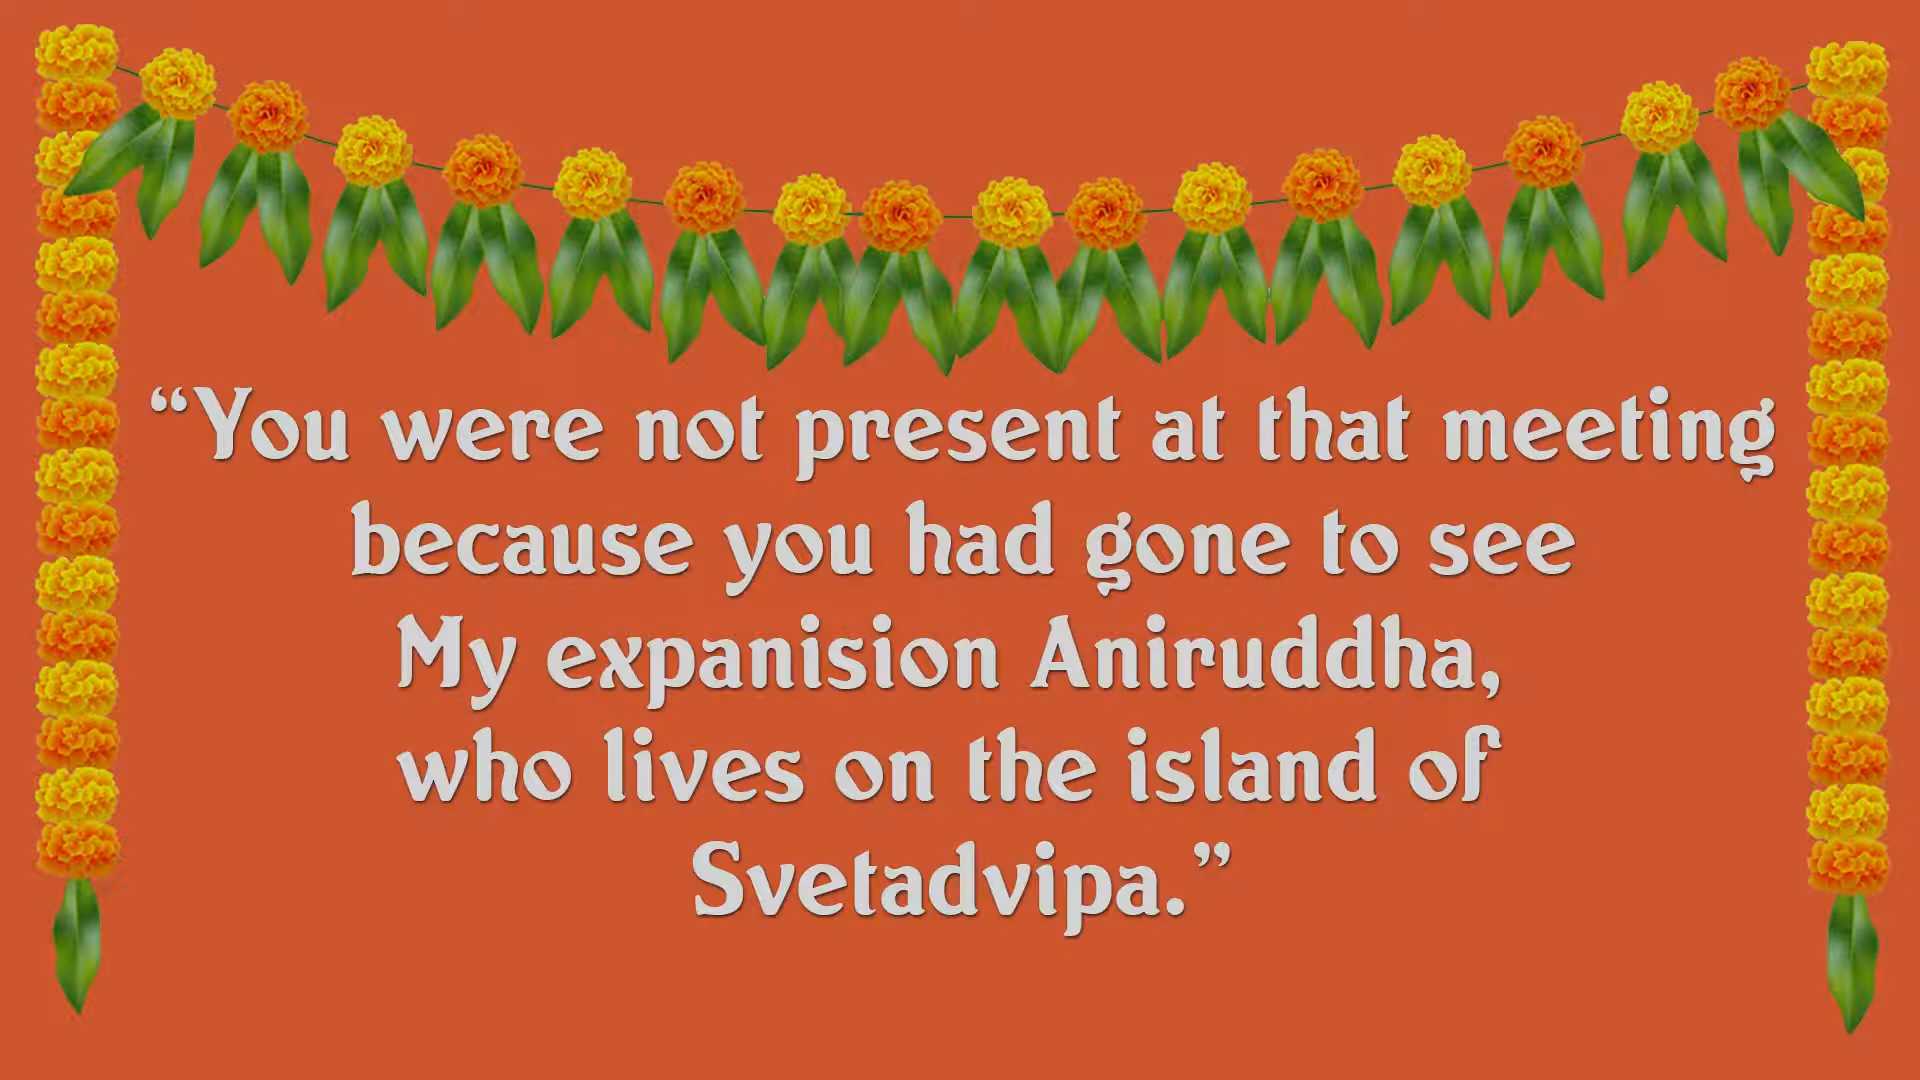 “You were not present at that meeting
because you had gone to see
My expanision Aniruddha,
who lives on the island of
Svetadvipa.”